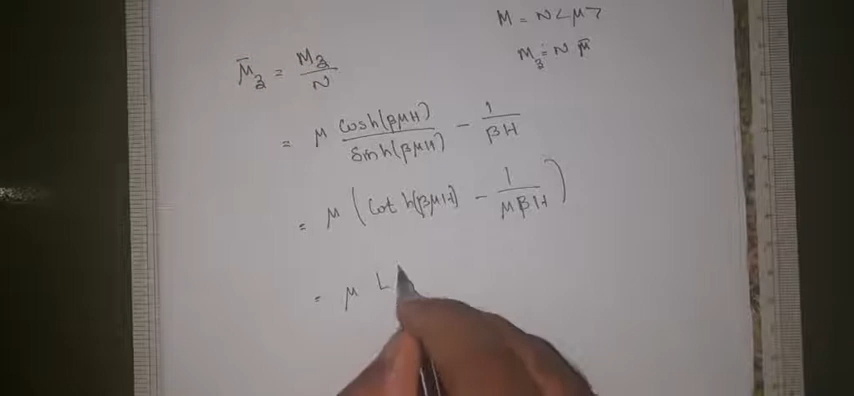 M = N < μ >
M_z = N μ̄
μ̄_z = M_z / N
= μ cosh(βμH) / sinh(βμH) - 1 / βH
= μ ( cot h(βμH) - 1 / μβH )
= μ L